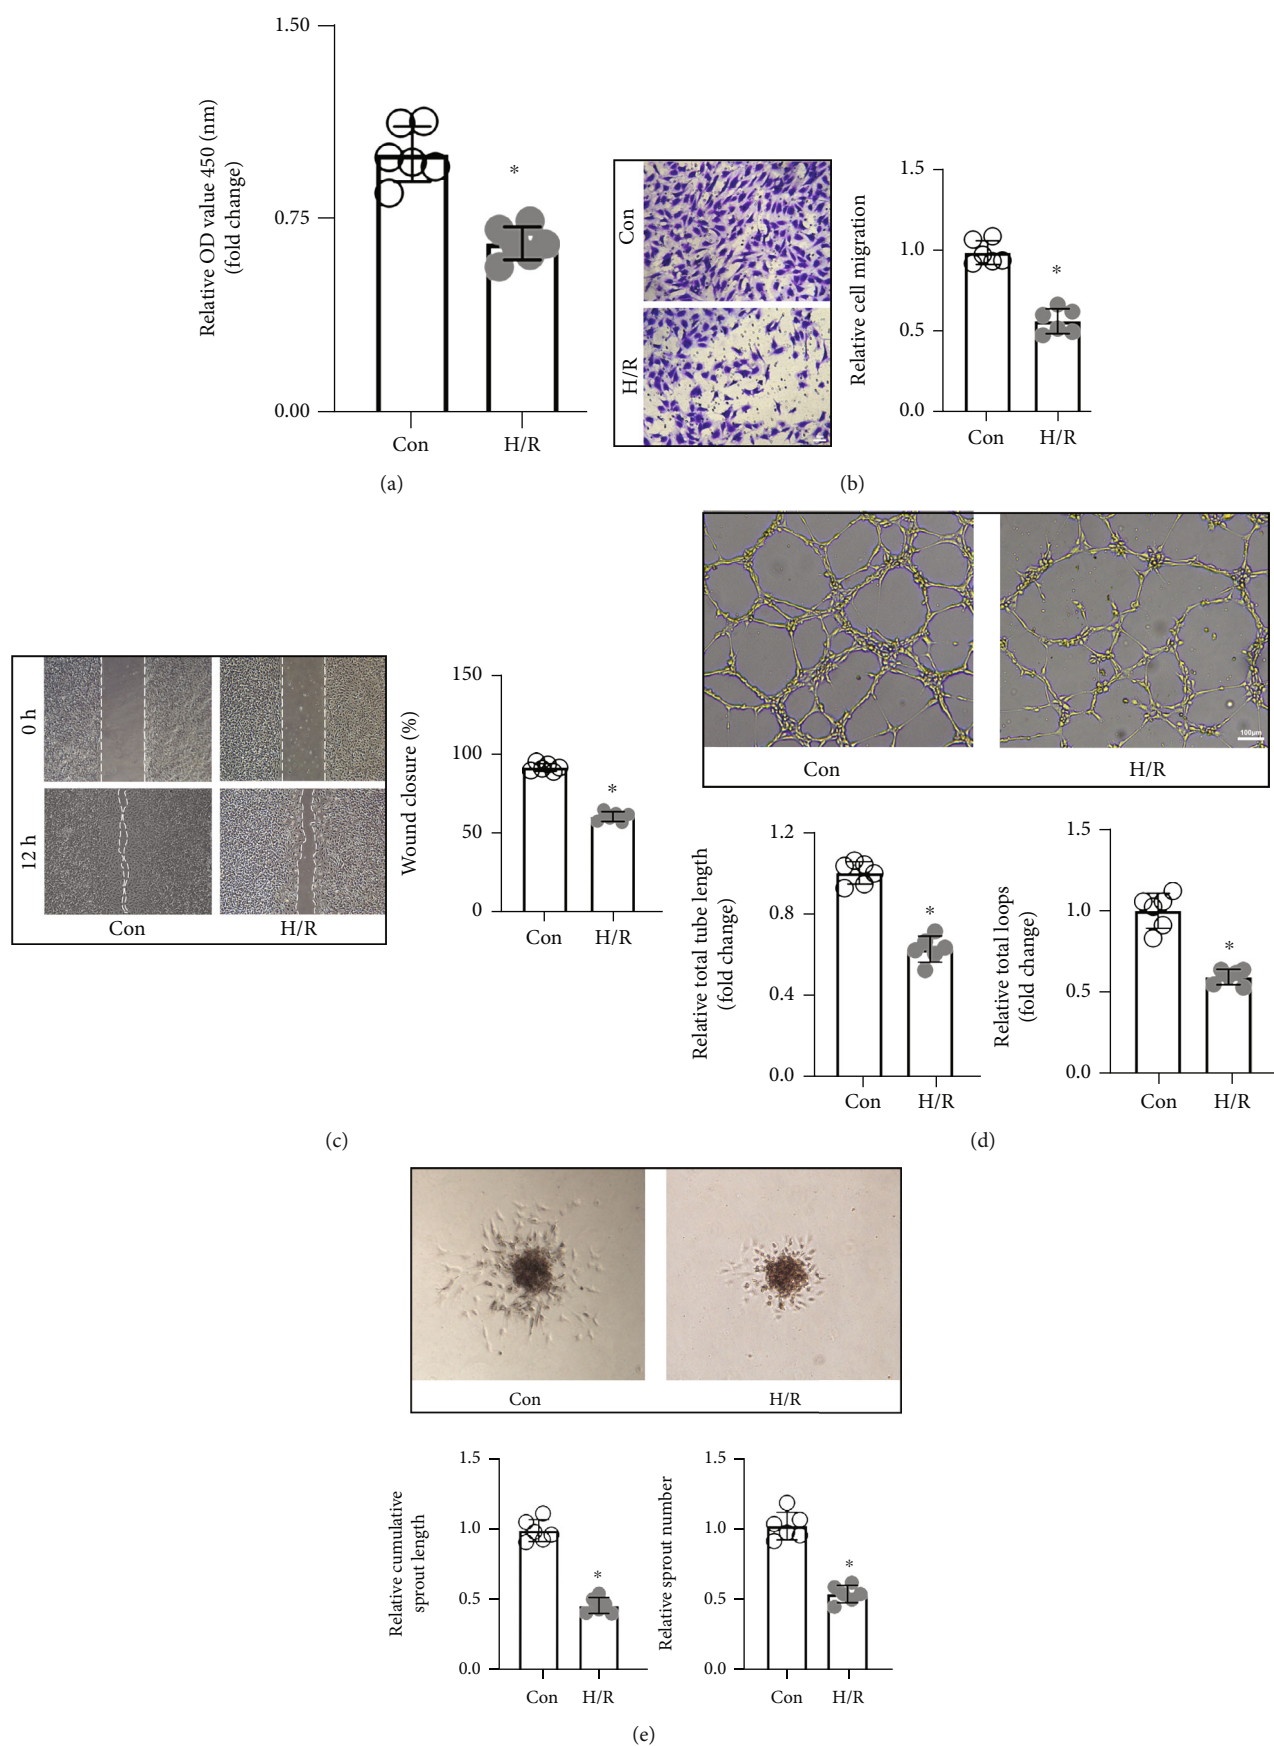 1.50
0.75
0.00
Relative OD value 450 (nm)
(fold change)
*
Con
H/R
(a)
Con
H/R
1.5
1.0
0.5
0.0
Relative cell migration
*
Con
H/R
(b)
0 h
12 h
Con
H/R
150
100
50
0
Wound closure (%)
*
Con
H/R
(c)
100μm
Con
H/R
1.2
0.8
0.4
0.0
Relative total tube length
(fold change)
*
Con
H/R
1.5
1.0
0.5
0.0
Relative total loops
(fold change)
*
Con
H/R
(d)
Con
H/R
1.5
1.0
0.5
0.0
Relative cumulative
sprout length
*
Con
H/R
1.5
1.0
0.5
0.0
Relative sprout number
*
Con
H/R
(e)